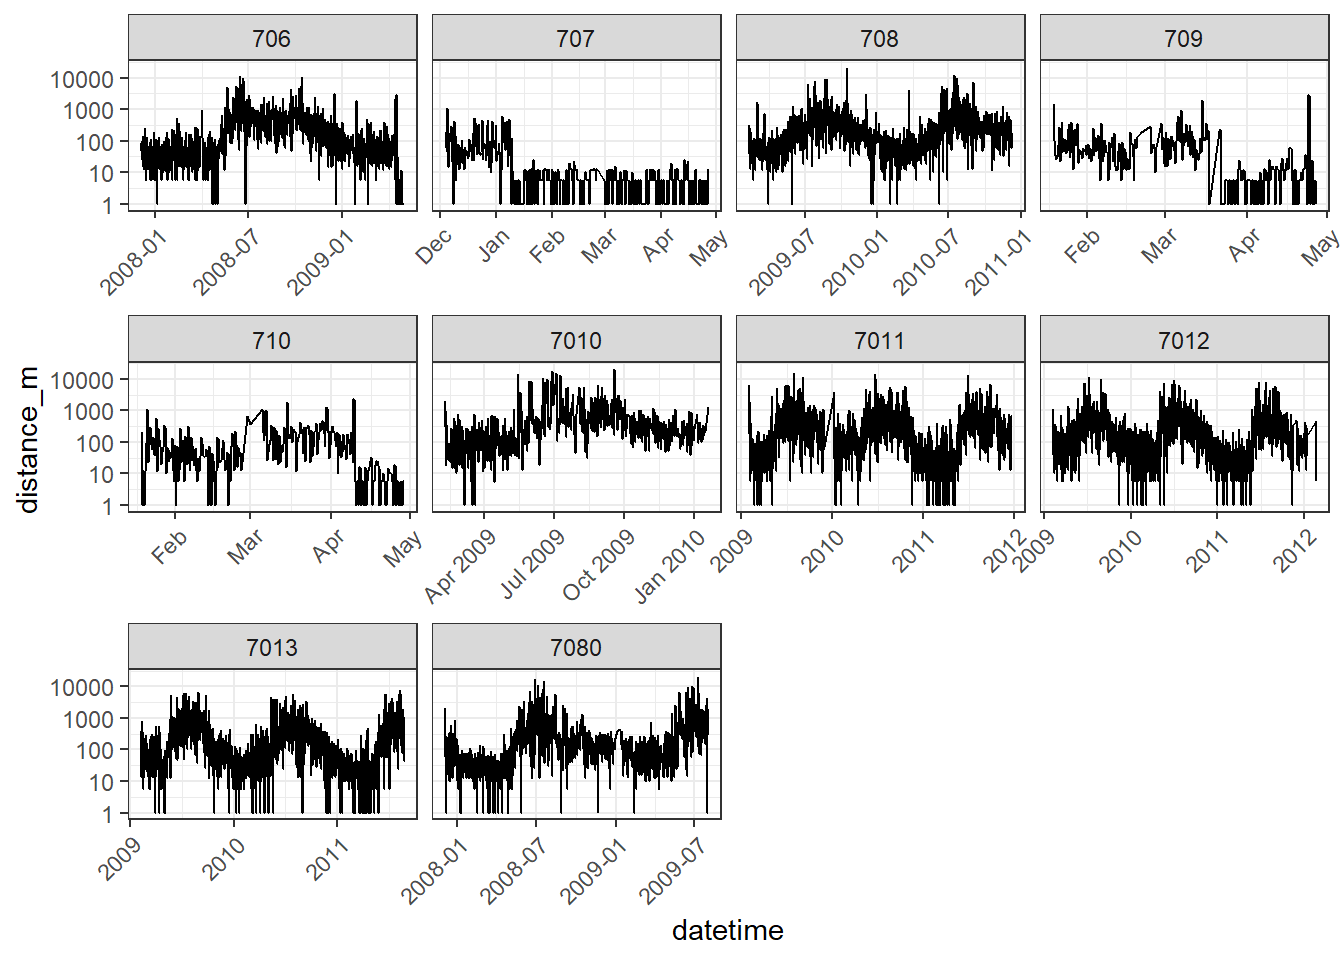 706 707 708 709
10000
1000
100
10
1
2008-01 2008-07 2009-01 Dec Jan Feb Mar Apr May 2009-07 2010-01 2010-07 2011-01 Feb Mar Apr May
710 7010 7011 7012
10000
1000
100
10
1
Feb Mar Apr May Apr 2009 Jul 2009 Oct 2009 Jan 2010 2009 2010 2011 2012 2009 2010 2011 2012
distance_m
7013 7080
10000
1000
100
10
1
2009 2010 2011 2008-01 2008-07 2009-01 2009-07
datetime